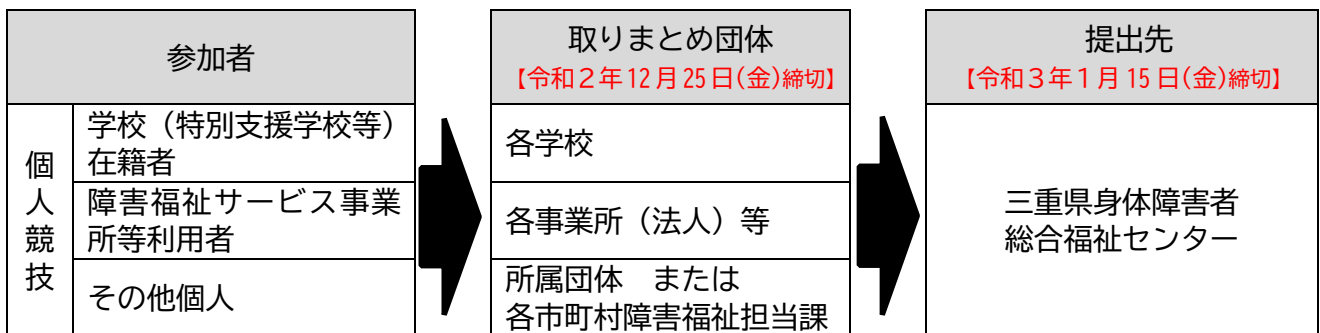 参加者
取りまとめ団体
【令和２年12月25日(金)締切】
提出先
【令和３年１月15日(金)締切】
個人競技
学校（特別支援学校等）
在籍者
各学校
障害福祉サービス事業
所等利用者
各事業所（法人）等
その他個人
所属団体　または
各市町村障害福祉担当課
三重県身体障害者
総合福祉センター